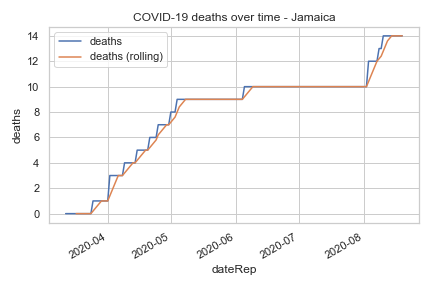 COVID-19 deaths over time - Jamaica
deaths
deaths (rolling)
deaths
14
12
10
8
6
4
2
0
2020-04
2020-05
2020-06
2020-07
2020-08
dateRep